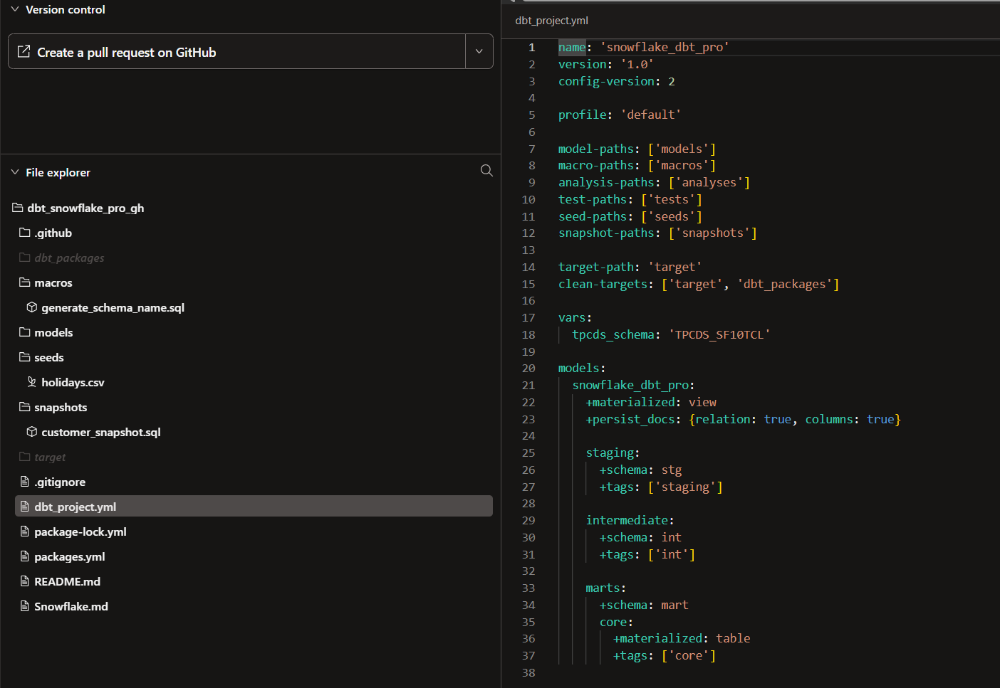 Version control
Create a pull request on GitHub
File explorer
dbt_snowflake_pro_gh
.github
dbt_packages
macros
generate_schema_name.sql
models
seeds
holidays.csv
snapshots
customer_snapshot.sql
target
.gitignore
dbt_project.yml
package-lock.yml
packages.yml
README.md
Snowflake.md
dbt_project.yml
1 name: 'snowflake_dbt_pro'
2 version: '1.0'
3 config-version: 2
4
5 profile: 'default'
6
7 model-paths: ['models']
8 macro-paths: ['macros']
9 analysis-paths: ['analyses']
10 test-paths: ['tests']
11 seed-paths: ['seeds']
12 snapshot-paths: ['snapshots']
13
14 target-path: 'target'
15 clean-targets: ['target', 'dbt_packages']
16
17 vars:
18   tpcds_schema: 'TPCDS_SF10TCL'
19
20 models:
21   snowflake_dbt_pro:
22     +materialized: view
23     +persist_docs: {relation: true, columns: true}
24
25     staging:
26       +schema: stg
27       +tags: ['staging']
28
29     intermediate:
30       +schema: int
31       +tags: ['int']
32
33     marts:
34       +schema: mart
35       core:
36         +materialized: table
37         +tags: ['core']
38